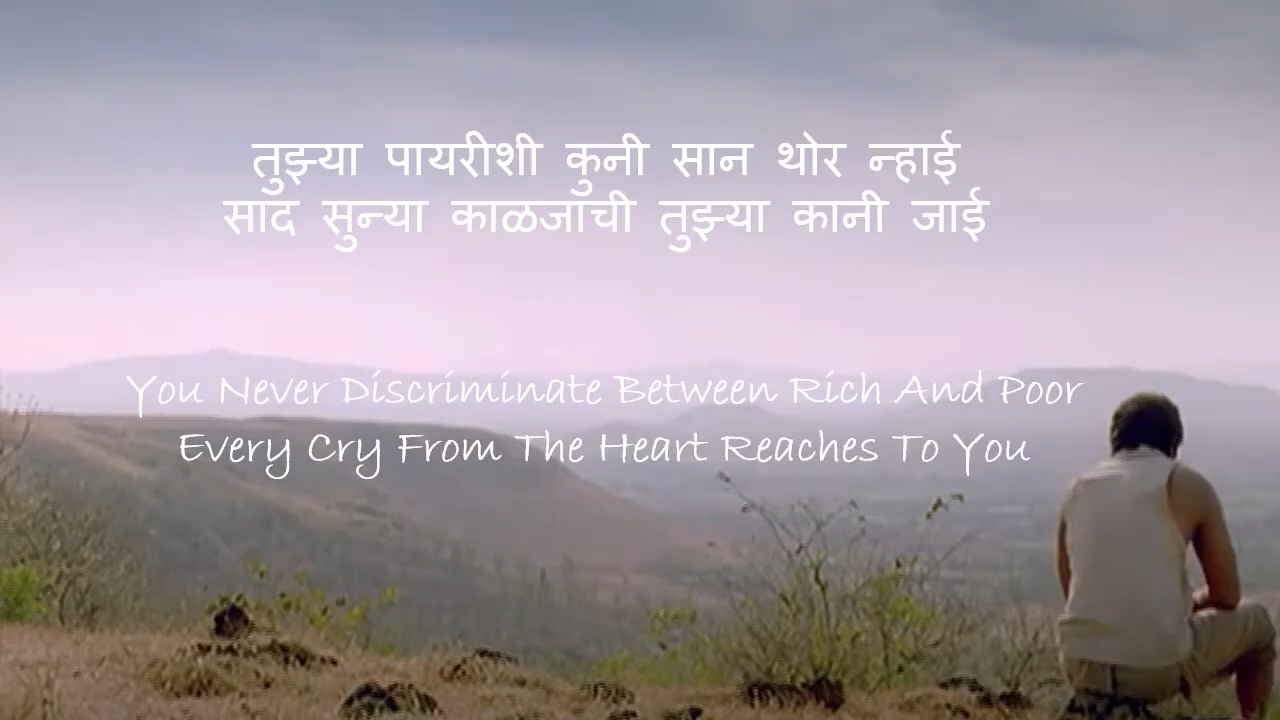 तुझ्या पायरीशी कुनी सान थोर न्हाई
साद सुन्या काळजाची तुझ्या कानी जाई
You Never Discriminate Between Rich And Poor
Every Cry From The Heart Reaches To You